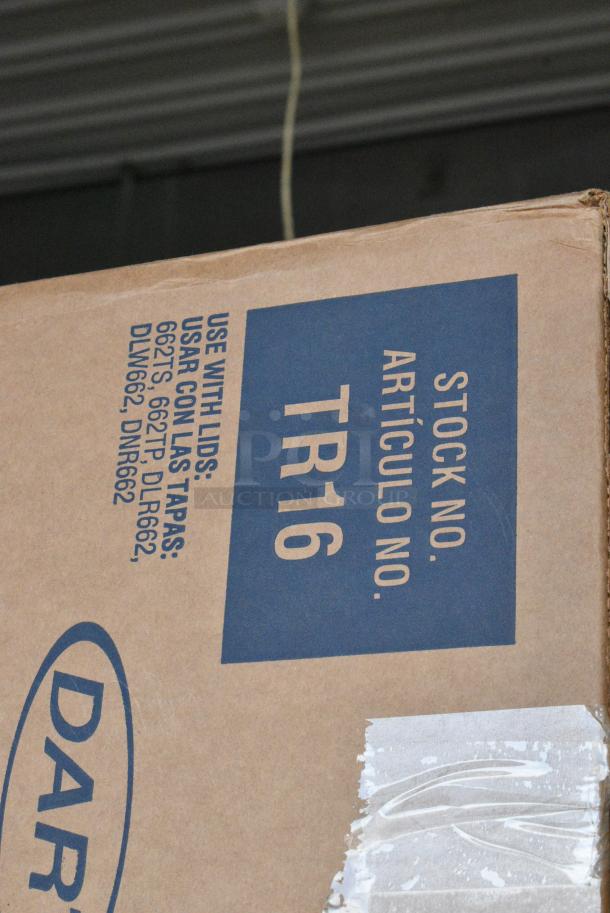 STOCK NO.
ARTÍCULO NO.
TR16
USE WITH LIDS:
USAR CON LAS TAPAS:
662TS, 662TP, DLR662,
DLW662, DNR662
DAR
PCI
AUCTION GROUP